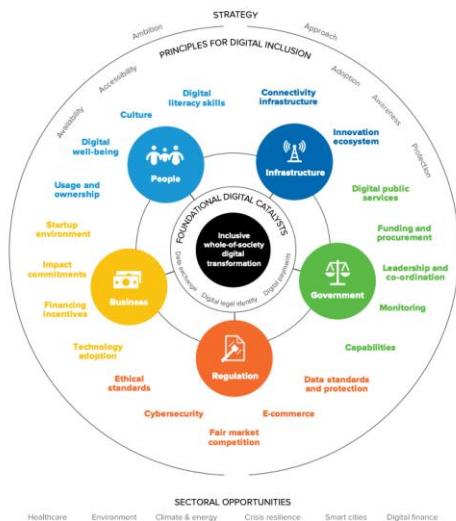 STRATEGY
Ambition
Approach
PRINCIPLES FOR DIGITAL INCLUSION
Accessibility
Adoption
Availability
Awareness
Protection
Digital
literacy skills
Culture
Digital
well-being
Usage and
ownership
People
Connectivity
infrastructure
Innovation
ecosystem
Infrastructure
Digital public
services
Funding and
procurement
Leadership and
co-ordination
Monitoring
Capabilities
Government
FOUNDATIONAL DIGITAL CATALYSTS
Inclusive
whole-of-society
digital
transformation
Data exchange
Digital legal identity
Digital payments
Startup
environment
Impact
commitments
Financing
incentives
Technology
adoption
Business
Regulation
Ethical
standards
Cybersecurity
Fair market
competition
E-commerce
Data standards
and protection
SECTORAL OPPORTUNITIES
Healthcare Environment Climate & energy Crisis resilience Smart cities Digital finance